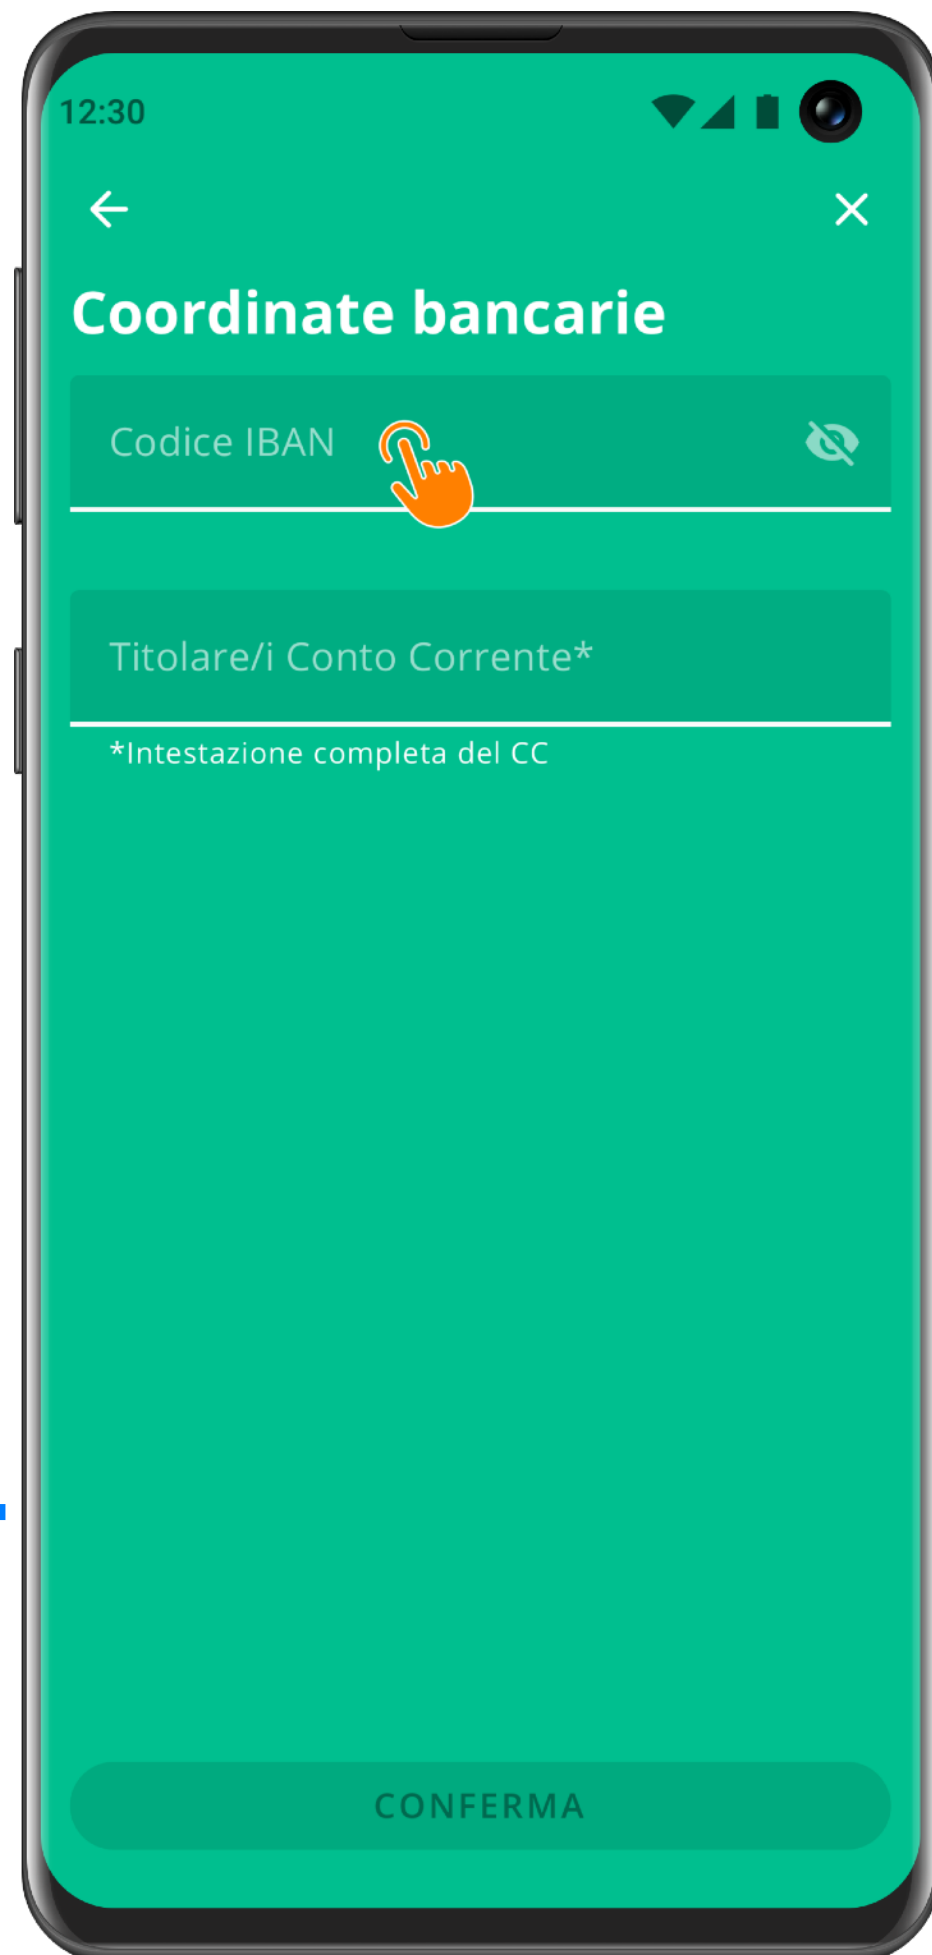 12:30
Coordinate bancarie
Codice IBAN
Titolare/i Conto Corrente*
*Intestazione completa del CC
CONFERMA